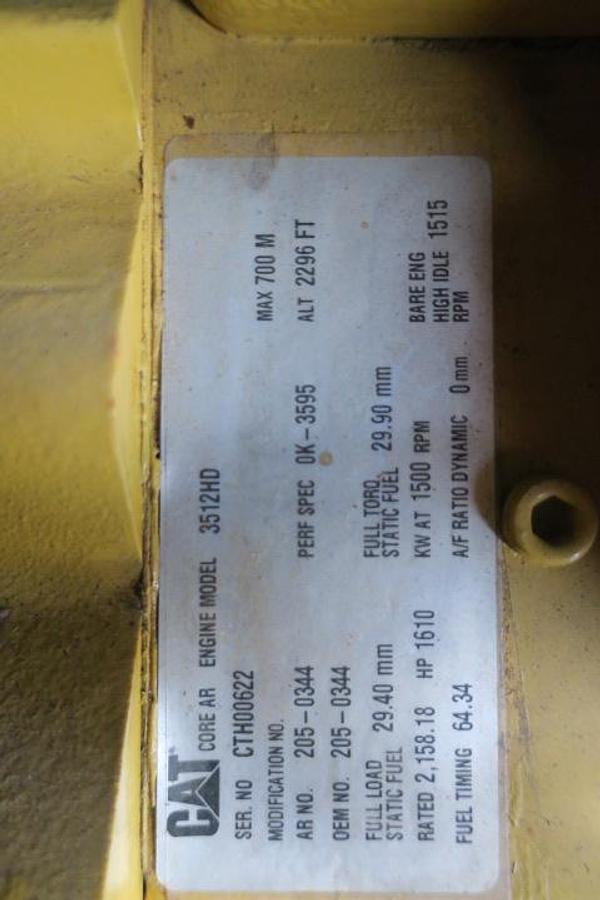 CAT CORE AR ENGINE MODEL 3512HD
SER. NO CTH00622
MODIFICATION NO. MAX 700 M
AR NO. 205-0344 PERF SPEC 0K-3595 ALT 2296 FT
OEM NO. 205-0344
FULL LOAD FULL TORQ
STATIC FUEL 29.40 mm STATIC FUEL 29.90 mm
BARE ENG
RATED 2,158.18 HP 1610 KW AT 1500 RPM HIGH IDLE 1515
RPM
FUEL TIMING 64.34 A/F RATIO DYNAMIC 0 mm